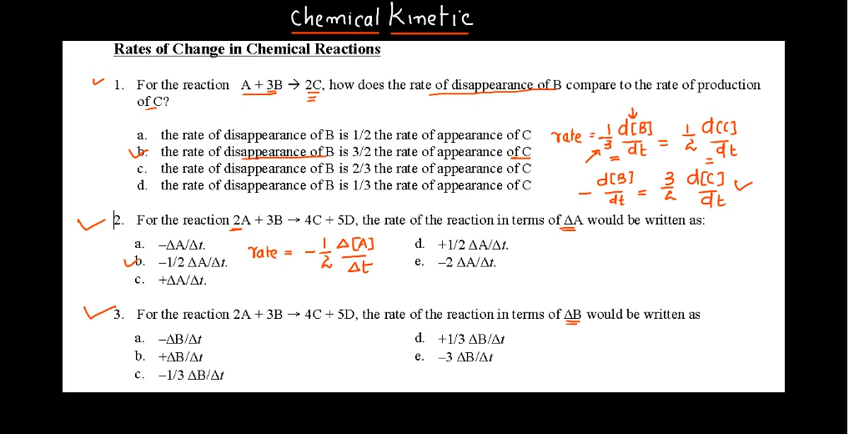 Chemical Kinetic
Rates of Change in Chemical Reactions
1. For the reaction A + 3B → 2C, how does the rate of disappearance of B compare to the rate of production
of C?
a. the rate of disappearance of B is 1/2 the rate of appearance of C
b. the rate of disappearance of B is 3/2 the rate of appearance of C
c. the rate of disappearance of B is 2/3 the rate of appearance of C
d. the rate of disappearance of B is 1/3 the rate of appearance of C
rate = -1/3 d[B]/dt = 1/2 d[C]/dt
- d[B]/dt = 3/2 d[C]/dt
2. For the reaction 2A + 3B → 4C + 5D, the rate of the reaction in terms of ΔA would be written as:
a. −ΔA/Δt.
b. −1/2 ΔA/Δt.
c. +ΔA/Δt.
rate = - 1/2 Δ[A]/Δt
d. +1/2 ΔA/Δt.
e. −2 ΔA/Δt.
3. For the reaction 2A + 3B → 4C + 5D, the rate of the reaction in terms of ΔB would be written as
a. −ΔB/Δt
b. +ΔB/Δt
c. −1/3 ΔB/Δt
d. +1/3 ΔB/Δt
e. −3 ΔB/Δt